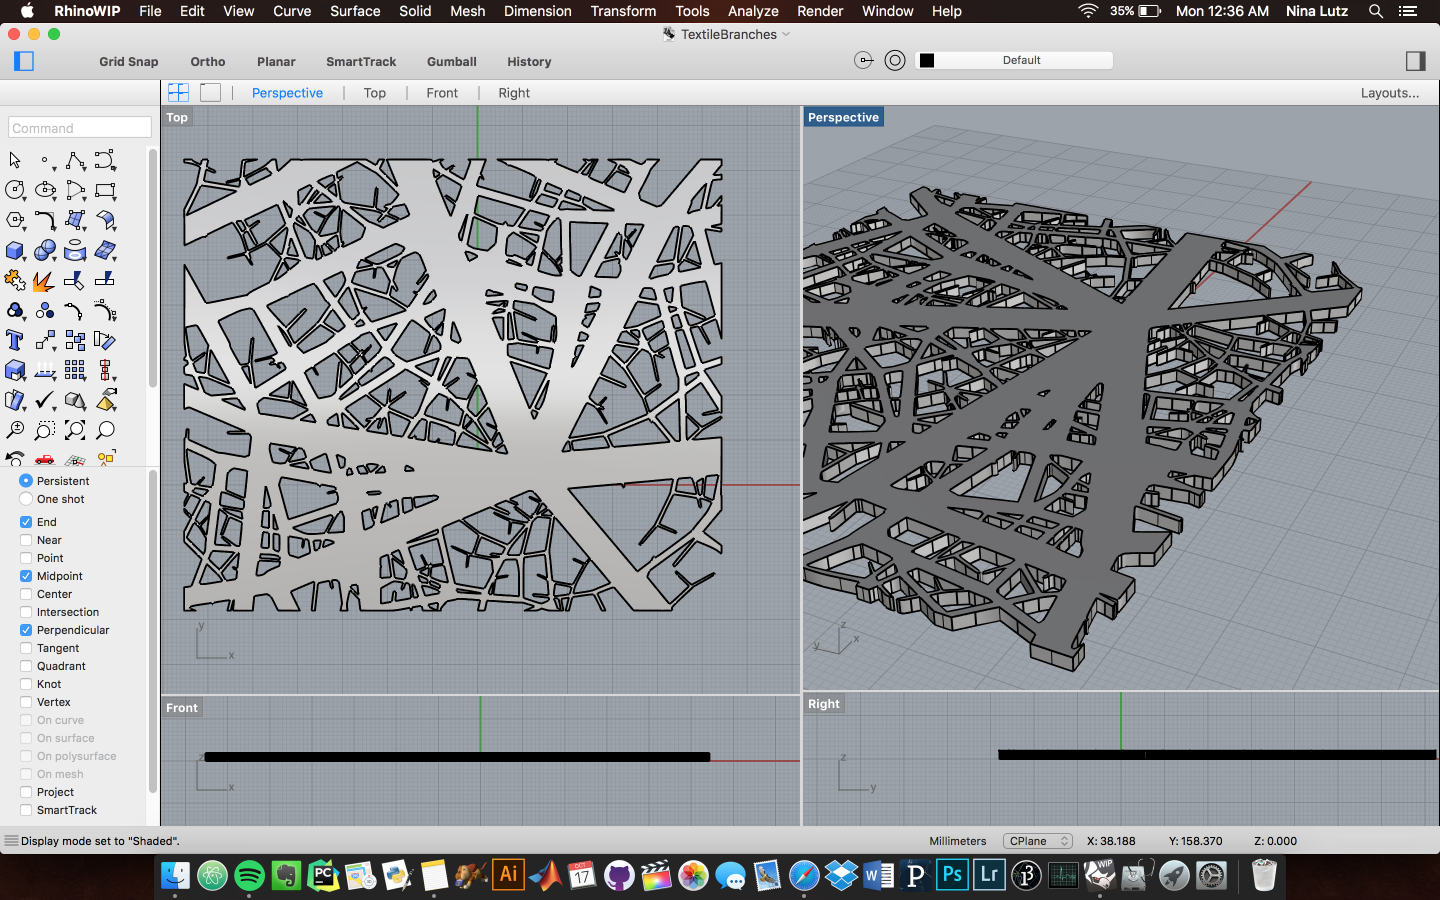 RhinoWIP File Edit View Curve Surface Solid Mesh Dimension Transform Tools Analyze Render Window Help 35% Mon 12:36 AM Nina Lutz
TextileBranches
Grid Snap Ortho Planar SmartTrack Gumball History Default
Perspective Top Front Right Layouts...
Top
Perspective
Command
Persistent
One shot
End
Near
Point
Midpoint
Center
Intersection
Perpendicular
Tangent
Quadrant
Knot
Vertex
On curve
On surface
On polysurface
On mesh
Project
SmartTrack
y
x
z
y
x
Front
z
x
Right
z
y
Display mode set to "Shaded".
Millimeters CPlane X: 38.188 Y: 158.370 Z: 0.000
PC
Ai
OCT
17
W
P
Ps
Lr
WIP